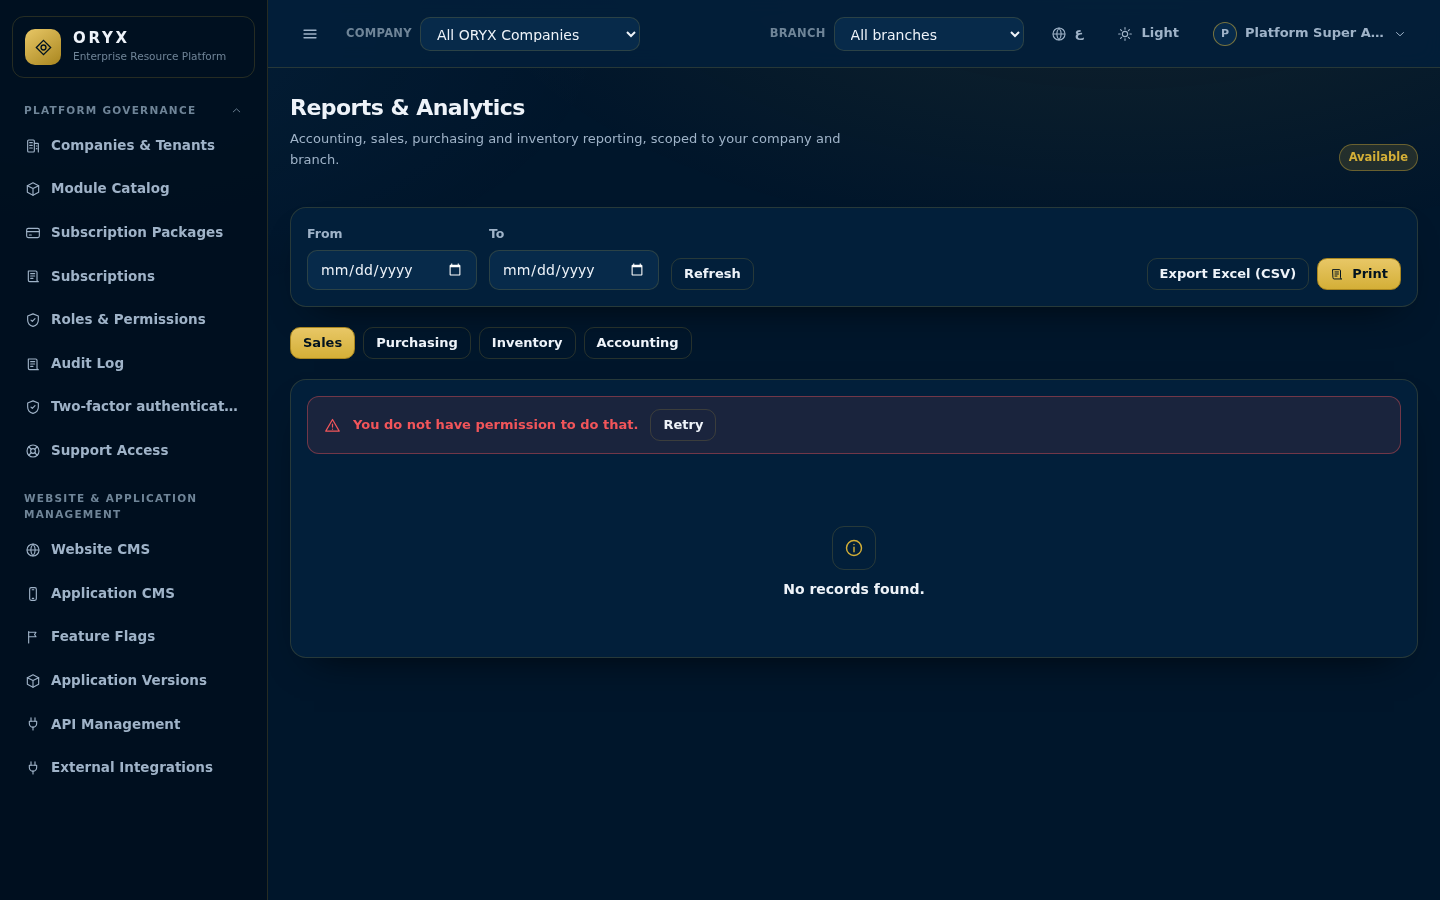 ORYX
Enterprise Resource Platform
PLATFORM GOVERNANCE
Companies & Tenants
Module Catalog
Subscription Packages
Subscriptions
Roles & Permissions
Audit Log
Two-factor authenticat…
Support Access
WEBSITE & APPLICATION
MANAGEMENT
Website CMS
Application CMS
Feature Flags
Application Versions
API Management
External Integrations
COMPANY
All ORYX Companies
BRANCH
All branches
ع
Light
P
Platform Super A…
Reports & Analytics
Accounting, sales, purchasing and inventory reporting, scoped to your company and
branch.
Available
From
To
mm/dd/yyyy
mm/dd/yyyy
Refresh
Export Excel (CSV)
Print
Sales
Purchasing
Inventory
Accounting
You do not have permission to do that.
Retry
No records found.